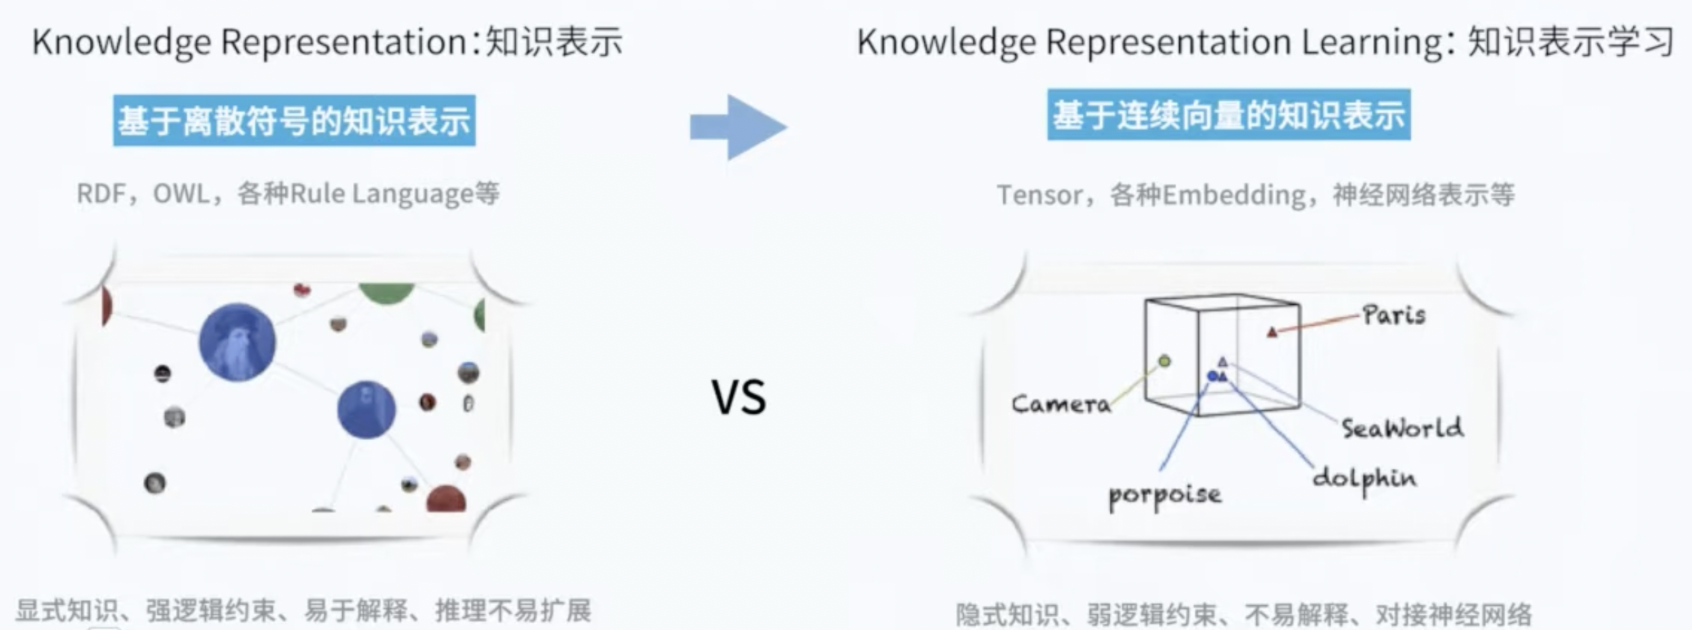 Knowledge Representation：知识表示
基于离散符号的知识表示
RDF，OWL，各种Rule Language等
显式知识、强逻辑约束、易于解释、推理不易扩展
VS
Knowledge Representation Learning：知识表示学习
基于连续向量的知识表示
Tensor，各种Embedding，神经网络表示等
Paris
Camera
SeaWorld
dolphin
porpoise
隐式知识、弱逻辑约束、不易解释、对接神经网络